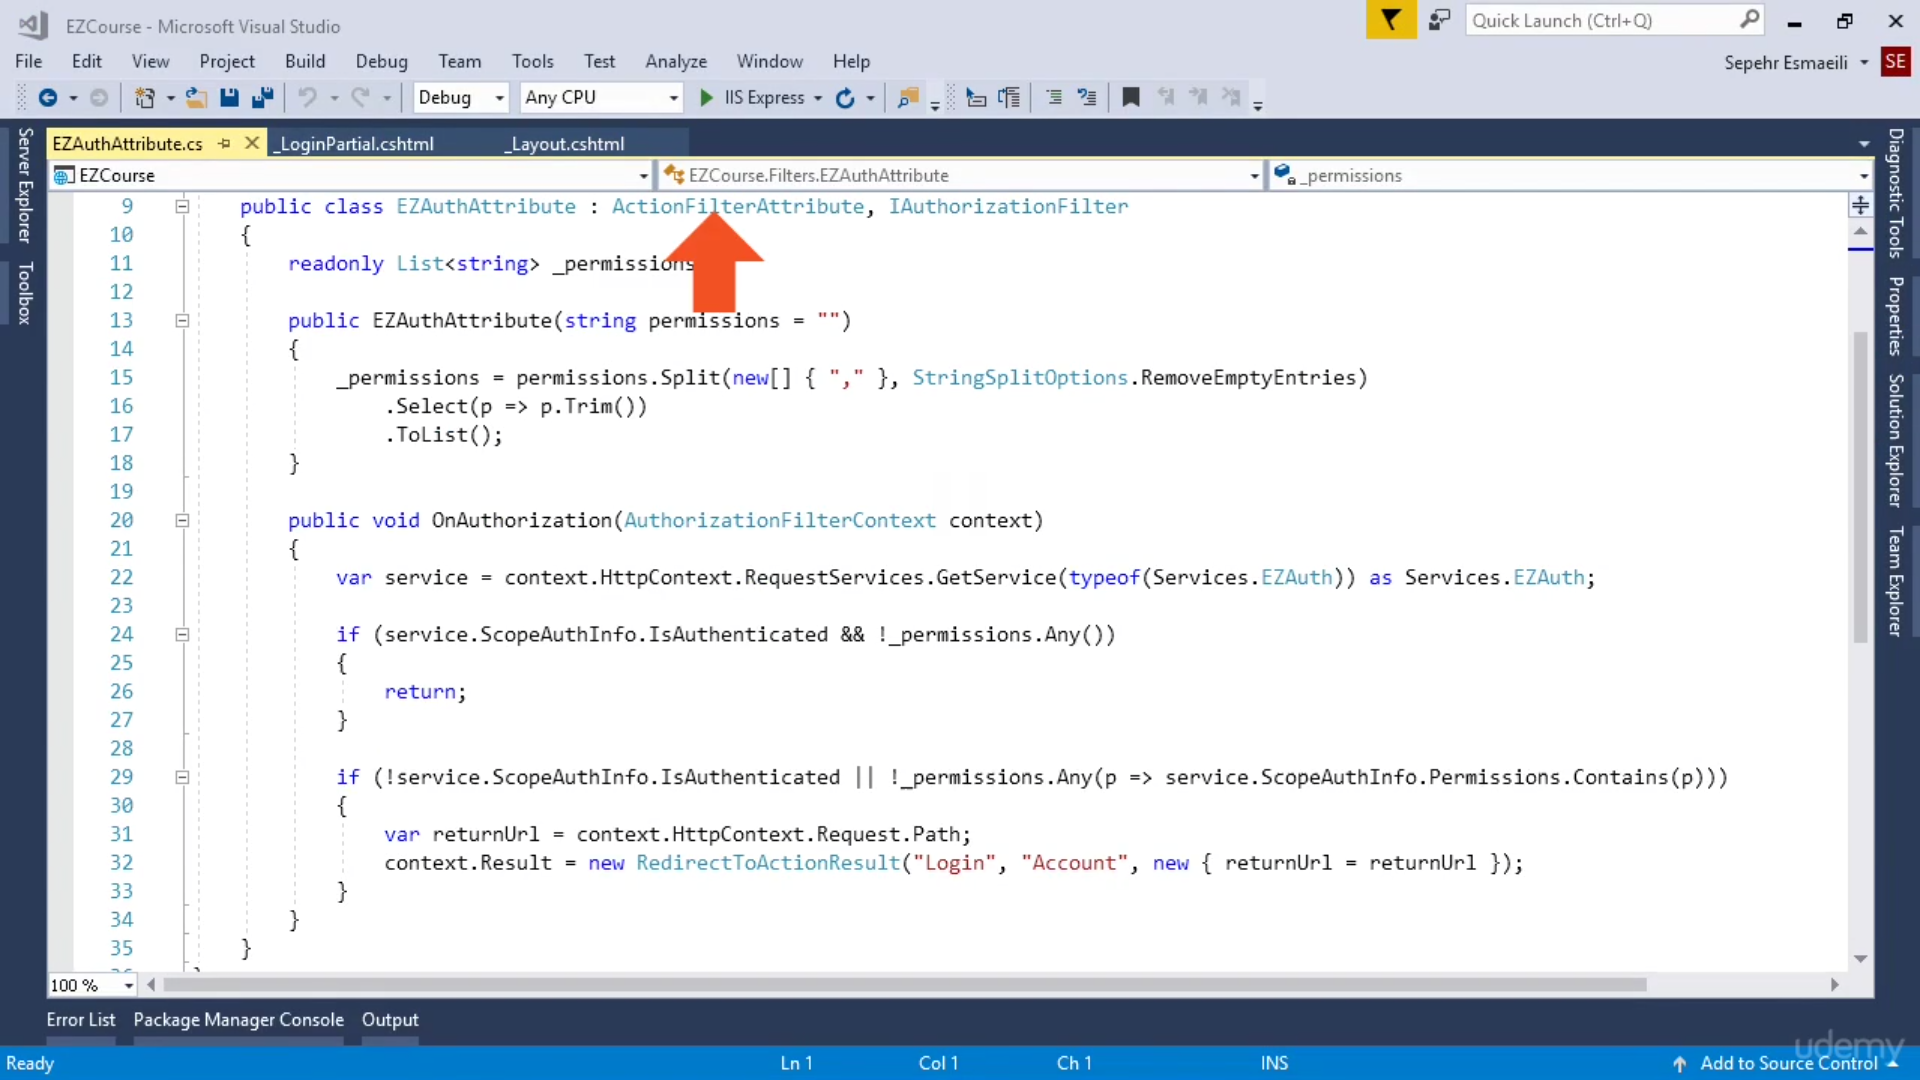 EZCourse - Microsoft Visual Studio
Quick Launch (Ctrl+Q)
File Edit View Project Build Debug Team Tools Test Analyze Window Help
Sepehr Esmaeili SE
Debug Any CPU IIS Express
EZAuthAttribute.cs _LoginPartial.cshtml _Layout.cshtml
EZCourse EZCourse.Filters.EZAuthAttribute _permissions
Server Explorer
Toolbox
9 public class EZAuthAttribute : ActionFilterAttribute, IAuthorizationFilter
10 {
11 readonly List<string> _permissions
12
13 public EZAuthAttribute(string permissions = "")
14 {
15 _permissions = permissions.Split(new[] { "," }, StringSplitOptions.RemoveEmptyEntries)
16 .Select(p => p.Trim())
17 .ToList();
18 }
19
20 public void OnAuthorization(AuthorizationFilterContext context)
21 {
22 var service = context.HttpContext.RequestServices.GetService(typeof(Services.EZAuth)) as Services.EZAuth;
23
24 if (service.ScopeAuthInfo.IsAuthenticated && !_permissions.Any())
25 {
26 return;
27 }
28
29 if (!service.ScopeAuthInfo.IsAuthenticated || !_permissions.Any(p => service.ScopeAuthInfo.Permissions.Contains(p)))
30 {
31 var returnUrl = context.HttpContext.Request.Path;
32 context.Result = new RedirectToActionResult("Login", "Account", new { returnUrl = returnUrl });
33 }
34 }
35 }
Diagnostic Tools
Properties
Solution Explorer
Team Explorer
100 %
Error List Package Manager Console Output
Ready Ln 1 Col 1 Ch 1 INS Add to Source Control
udemy